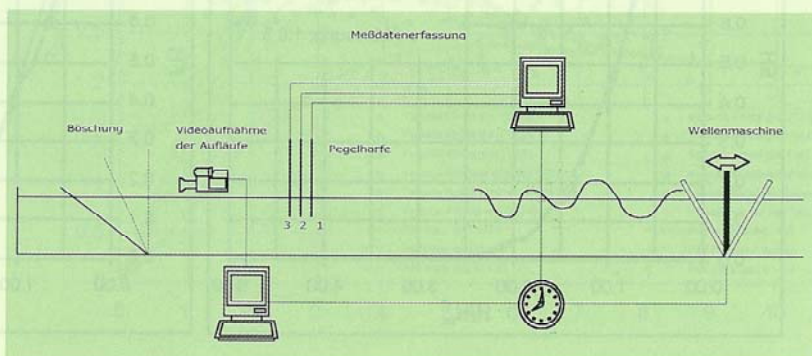 Meßdatenerfassung
Böschung
Videoaufnahme
der Aufläufe
Pegelharfe
Wellenmaschine
3 2 1